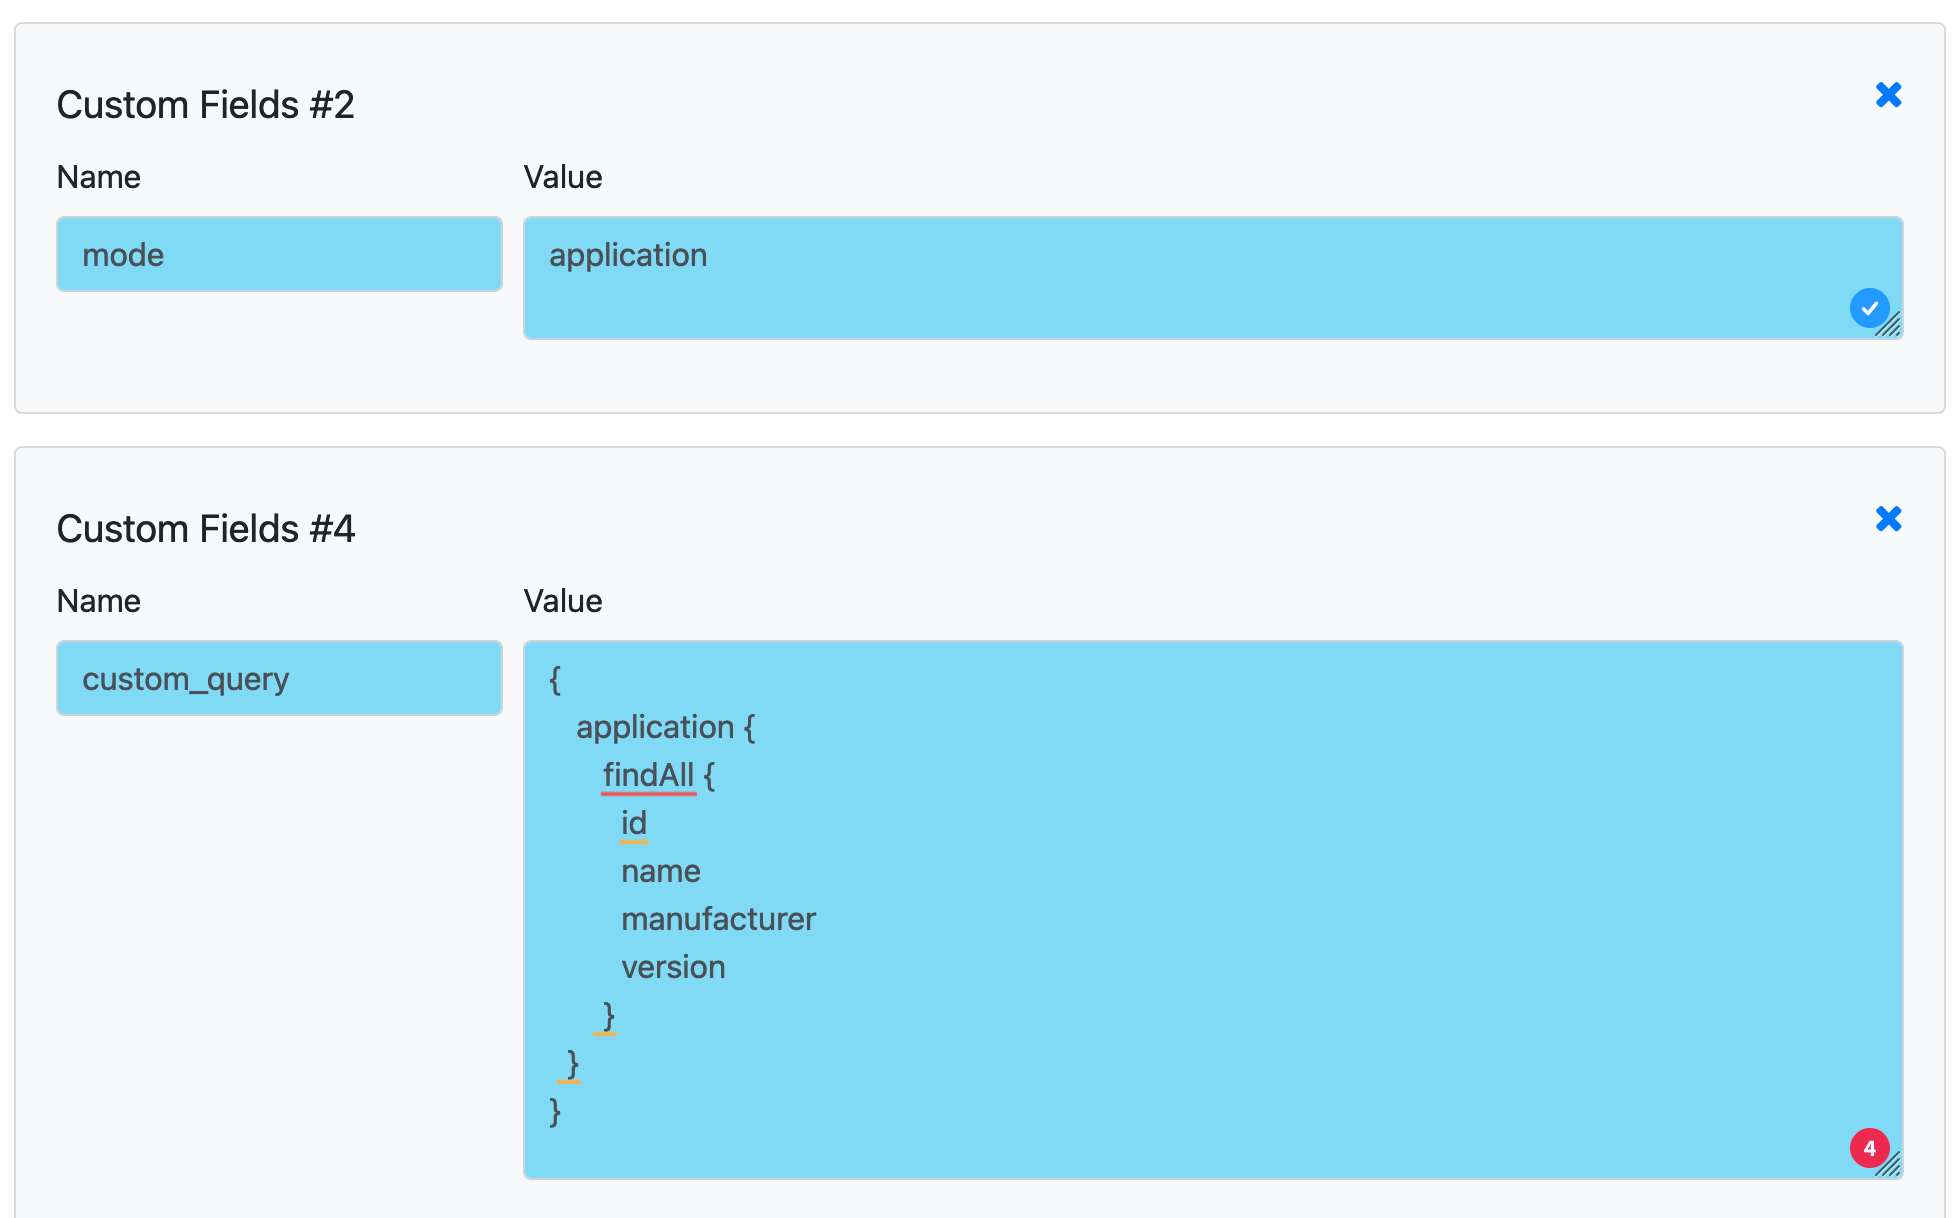 Custom Fields #2
Name Value
mode application
Custom Fields #4
Name Value
custom_query {
application {
findAll {
id
name
manufacturer
version
}
}
}
4